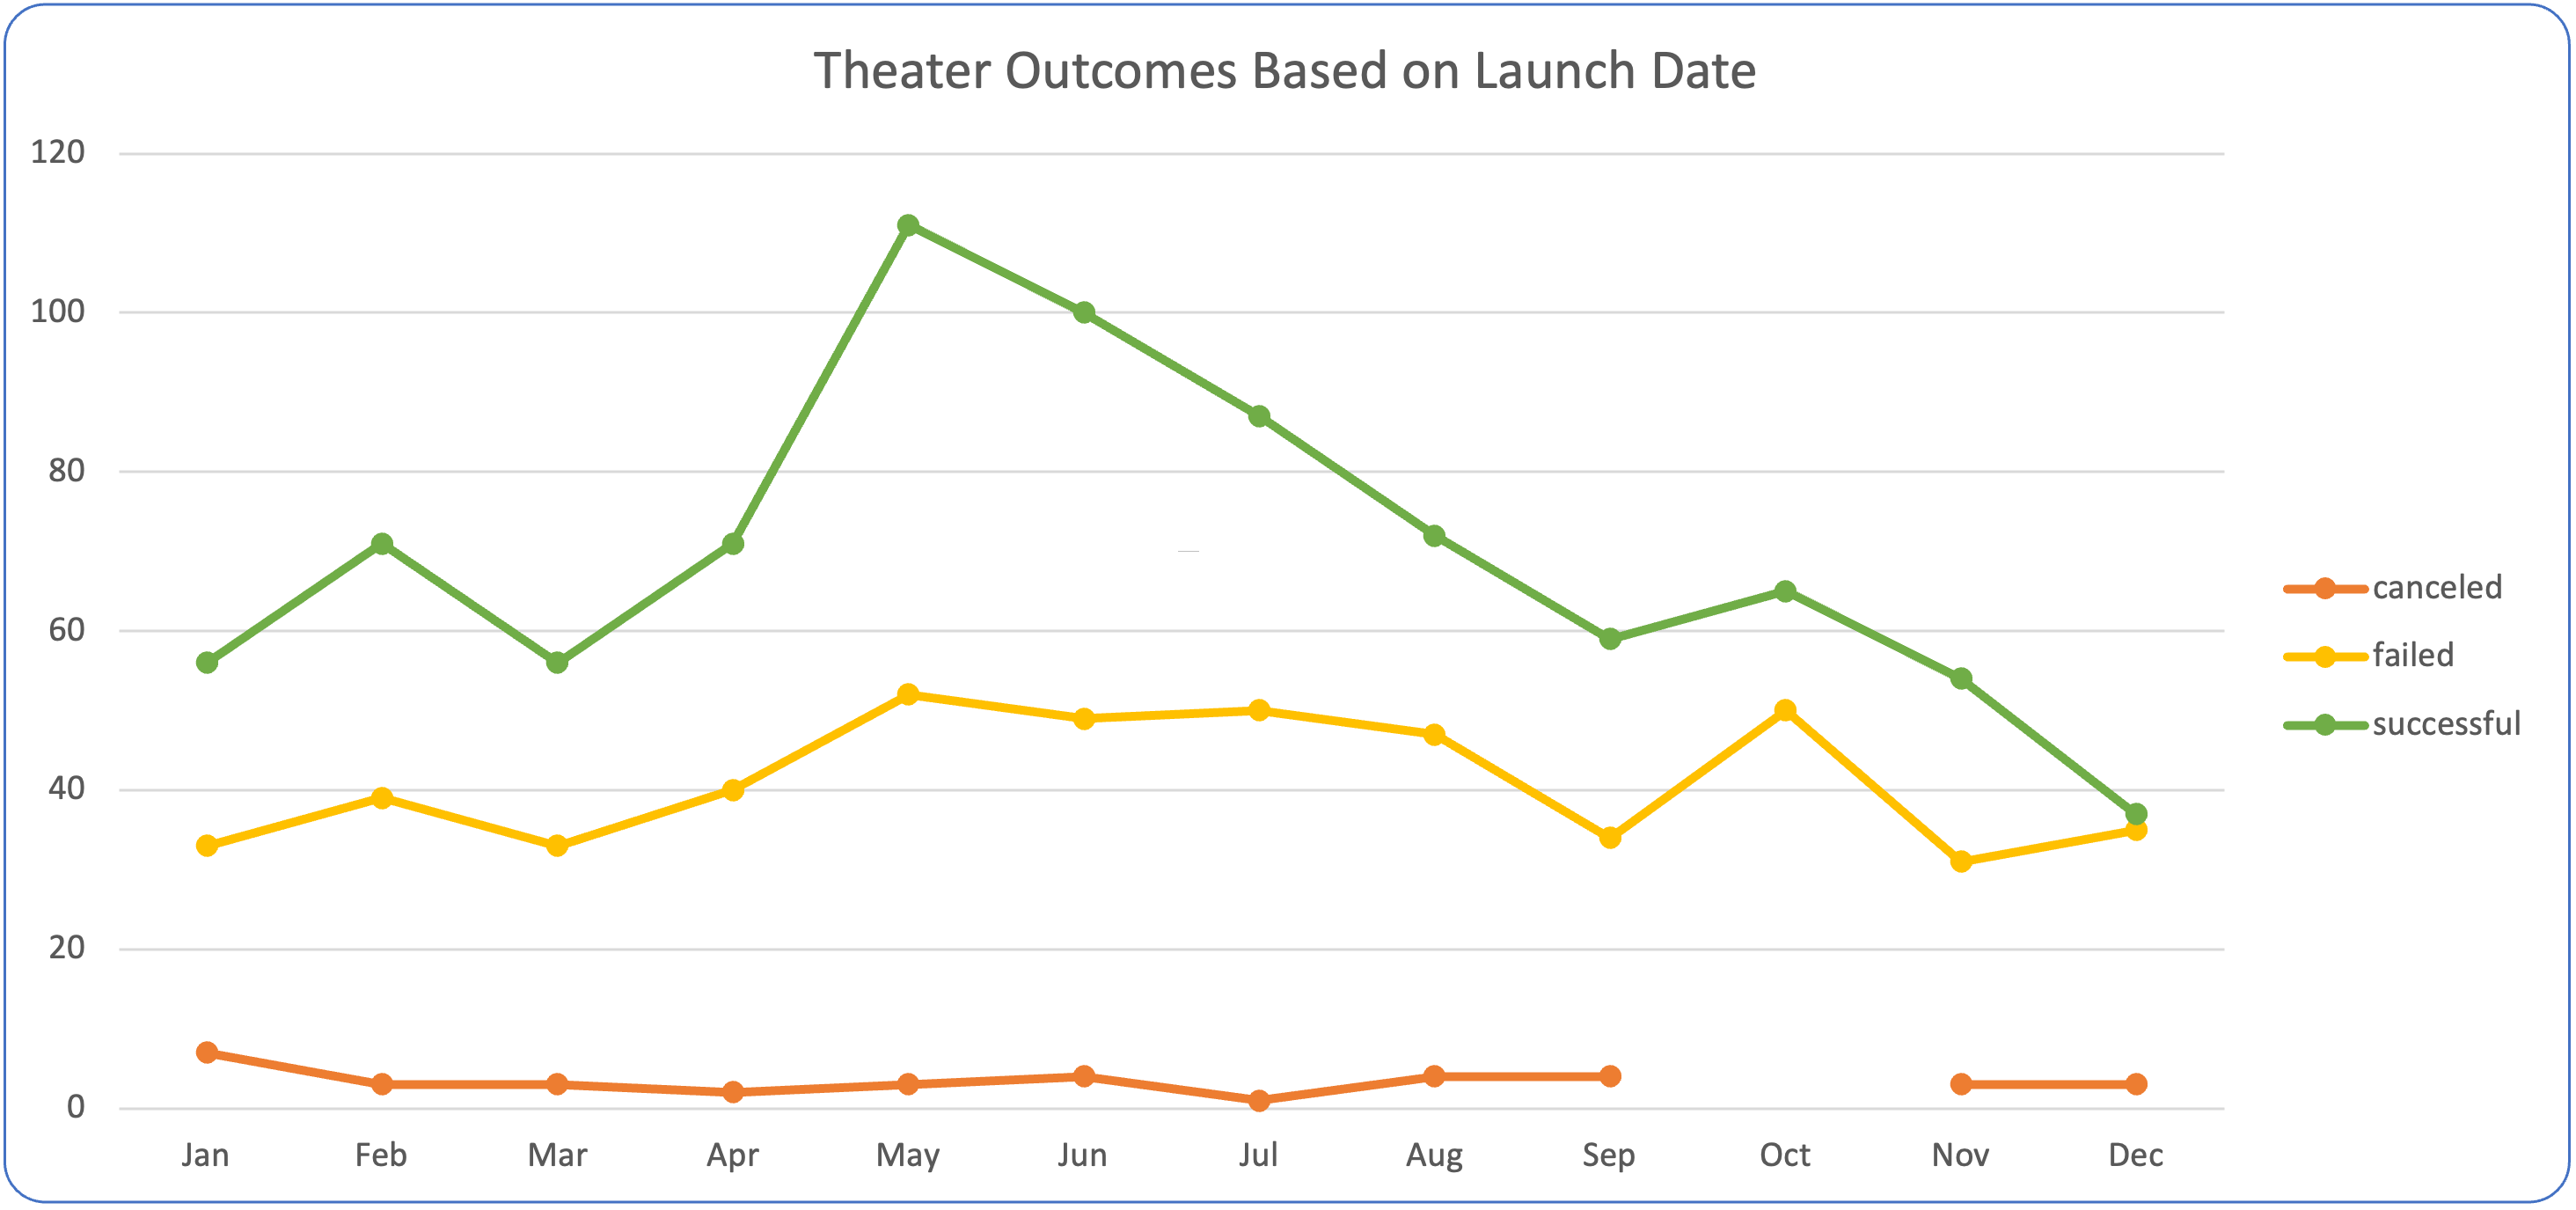 Theater Outcomes Based on Launch Date
120
100
80
60
40
20
0
Jan Feb Mar Apr May Jun Jul Aug Sep Oct Nov Dec
canceled
failed
successful